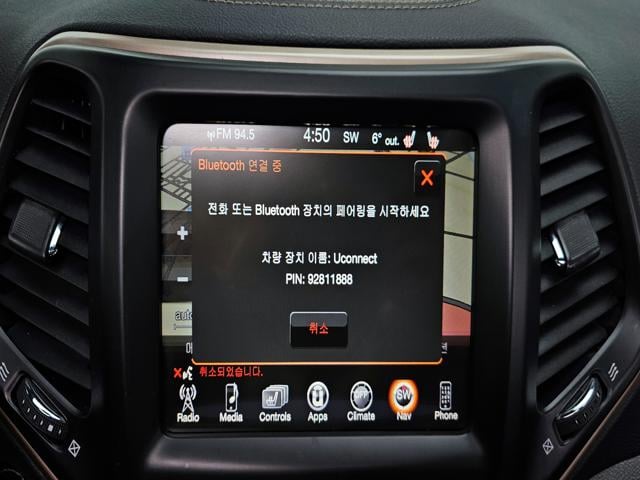 FM 94.5 4:50 SW 6° out.
Bluetooth 연결 중
X
전화 또는 Bluetooth 장치의 페어링을 시작하세요
차량 장치 이름: Uconnect
PIN: 92811888
auto
취소
취소되었습니다.
OFF SW
Radio Media Controls Apps Climate Nav Phone